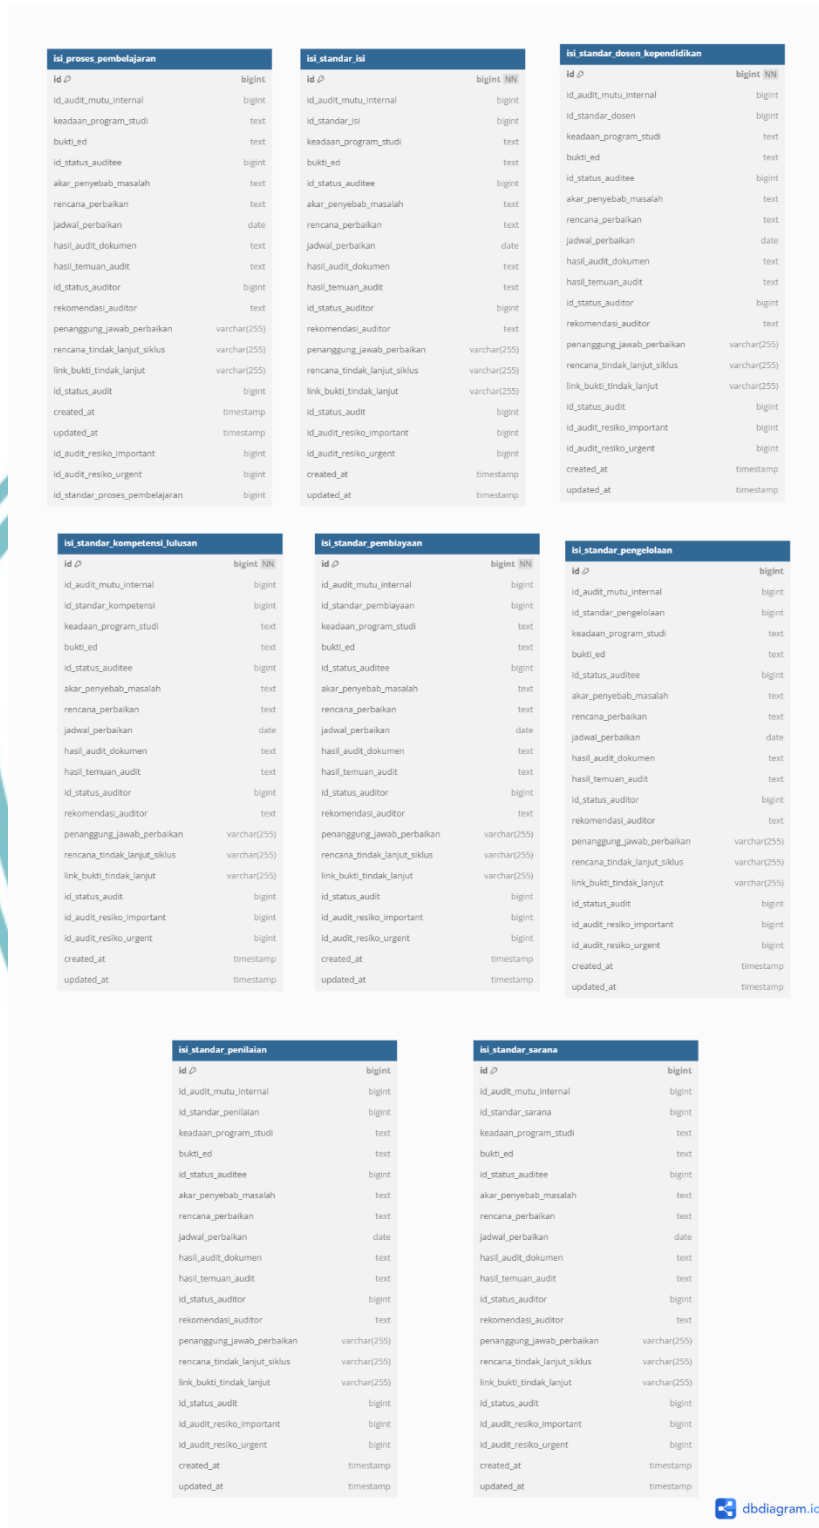 isi_proses_pembelajaran
id bigint
id_audit_mutu_internal bigint
keadaan_program_studi text
bukti_ed text
id_status_auditee bigint
akar_penyebab_masalah text
rencana_perbaikan text
jadwal_perbaikan date
hasil_audit_dokumen text
hasil_temuan_audit text
id_status_auditor bigint
rekomendasi_auditor text
penanggung_jawab_perbaikan varchar(255)
rencana_tindak_lanjut_siklus varchar(255)
link_bukti_tindak_lanjut varchar(255)
id_status_audit bigint
created_at timestamp
updated_at timestamp
id_audit_resiko_important bigint
id_audit_resiko_urgent bigint
id_standar_proses_pembelajaran bigint
isi_standar_isi
id bigint NN
id_audit_mutu_internal bigint
id_standar_isi bigint
keadaan_program_studi text
bukti_ed text
id_status_auditee bigint
akar_penyebab_masalah text
rencana_perbaikan text
jadwal_perbaikan date
hasil_audit_dokumen text
hasil_temuan_audit text
id_status_auditor bigint
rekomendasi_auditor text
penanggung_jawab_perbaikan varchar(255)
rencana_tindak_lanjut_siklus varchar(255)
link_bukti_tindak_lanjut varchar(255)
id_status_audit bigint
id_audit_resiko_important bigint
id_audit_resiko_urgent bigint
created_at timestamp
updated_at timestamp
isi_standar_dosen_kependidikan
id bigint NN
id_audit_mutu_internal bigint
id_standar_dosen bigint
keadaan_program_studi text
bukti_ed text
id_status_auditee bigint
akar_penyebab_masalah text
rencana_perbaikan text
jadwal_perbaikan date
hasil_audit_dokumen text
hasil_temuan_audit text
id_status_auditor bigint
rekomendasi_auditor text
penanggung_jawab_perbaikan varchar(255)
rencana_tindak_lanjut_siklus varchar(255)
link_bukti_tindak_lanjut varchar(255)
id_status_audit bigint
id_audit_resiko_important bigint
id_audit_resiko_urgent bigint
created_at timestamp
updated_at timestamp
isi_standar_kompetensi_lulusan
id bigint NN
id_audit_mutu_internal bigint
id_standar_kompetensi bigint
keadaan_program_studi text
bukti_ed text
id_status_auditee bigint
akar_penyebab_masalah text
rencana_perbaikan text
jadwal_perbaikan date
hasil_audit_dokumen text
hasil_temuan_audit text
id_status_auditor bigint
rekomendasi_auditor text
penanggung_jawab_perbaikan varchar(255)
rencana_tindak_lanjut_siklus varchar(255)
link_bukti_tindak_lanjut varchar(255)
id_status_audit bigint
id_audit_resiko_important bigint
id_audit_resiko_urgent bigint
created_at timestamp
updated_at timestamp
isi_standar_pembiayaan
id bigint NN
id_audit_mutu_internal bigint
id_standar_pembiayaan bigint
keadaan_program_studi text
bukti_ed text
id_status_auditee bigint
akar_penyebab_masalah text
rencana_perbaikan text
jadwal_perbaikan date
hasil_audit_dokumen text
hasil_temuan_audit text
id_status_auditor bigint
rekomendasi_auditor text
penanggung_jawab_perbaikan varchar(255)
rencana_tindak_lanjut_siklus varchar(255)
link_bukti_tindak_lanjut varchar(255)
id_status_audit bigint
id_audit_resiko_important bigint
id_audit_resiko_urgent bigint
created_at timestamp
updated_at timestamp
isi_standar_pengelolaan
id bigint
id_audit_mutu_internal bigint
id_standar_pengelolaan bigint
keadaan_program_studi text
bukti_ed text
id_status_auditee bigint
akar_penyebab_masalah text
rencana_perbaikan text
jadwal_perbaikan date
hasil_audit_dokumen text
hasil_temuan_audit text
id_status_auditor bigint
rekomendasi_auditor text
penanggung_jawab_perbaikan varchar(255)
rencana_tindak_lanjut_siklus varchar(255)
link_bukti_tindak_lanjut varchar(255)
id_status_audit bigint
id_audit_resiko_important bigint
id_audit_resiko_urgent bigint
created_at timestamp
updated_at timestamp
isi_standar_penilaian
id bigint
id_audit_mutu_internal bigint
id_standar_penilaian bigint
keadaan_program_studi text
bukti_ed text
id_status_auditee bigint
akar_penyebab_masalah text
rencana_perbaikan text
jadwal_perbaikan date
hasil_audit_dokumen text
hasil_temuan_audit text
id_status_auditor bigint
rekomendasi_auditor text
penanggung_jawab_perbaikan varchar(255)
rencana_tindak_lanjut_siklus varchar(255)
link_bukti_tindak_lanjut varchar(255)
id_status_audit bigint
id_audit_resiko_important bigint
id_audit_resiko_urgent bigint
created_at timestamp
updated_at timestamp
isi_standar_sarana
id bigint
id_audit_mutu_internal bigint
id_standar_sarana bigint
keadaan_program_studi text
bukti_ed text
id_status_auditee bigint
akar_penyebab_masalah text
rencana_perbaikan text
jadwal_perbaikan date
hasil_audit_dokumen text
hasil_temuan_audit text
id_status_auditor bigint
rekomendasi_auditor text
penanggung_jawab_perbaikan varchar(255)
rencana_tindak_lanjut_siklus varchar(255)
link_bukti_tindak_lanjut varchar(255)
id_status_audit bigint
id_audit_resiko_important bigint
id_audit_resiko_urgent bigint
created_at timestamp
updated_at timestamp
dbdiagram.io